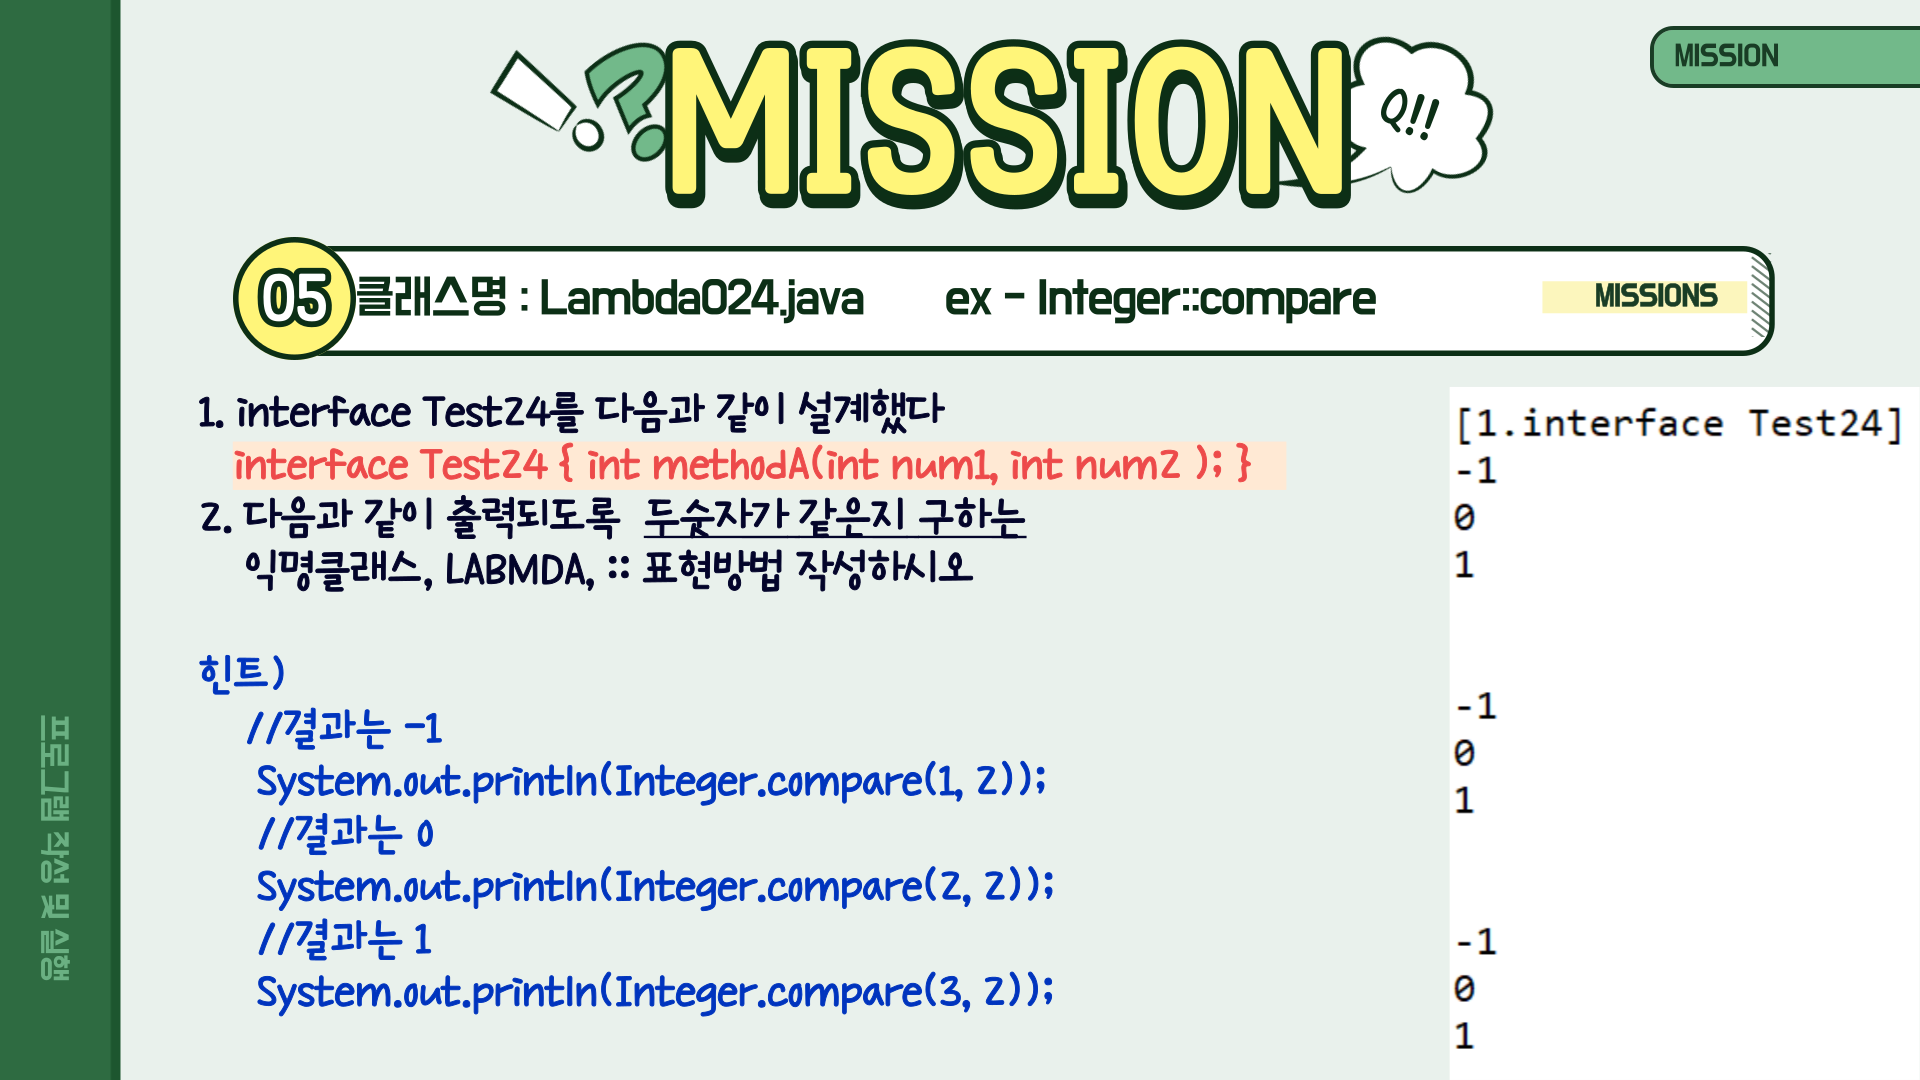 MISSION
MISSION
Q!!
05
클래스명 : Lambda024.java ex - Integer::compare
MISSIONS
1. interface Test24를 다음과 같이 설계했다
interface Test24 { int methodA(int num1, int num2 ); }
2. 다음과 같이 출력되도록 두숫자가 같은지 구하는
익명클래스, LABMDA, :: 표현방법 작성하시오
힌트)
//결과는 -1
System.out.println(Integer.compare(1, 2));
//결과는 0
System.out.println(Integer.compare(2, 2));
//결과는 1
System.out.println(Integer.compare(3, 2));
[1.interface Test24]
-1
0
1
-1
0
1
-1
0
1
프로그램 작성 및 실행